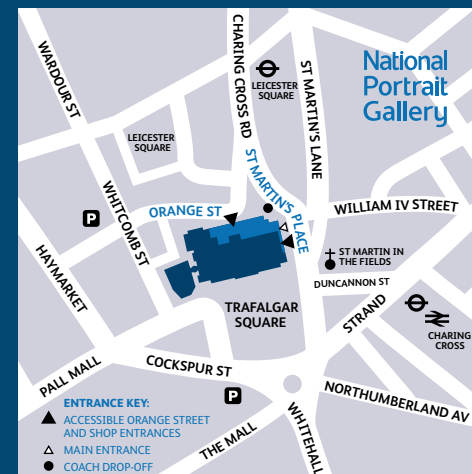 National
Portrait
Gallery
WARDOUR ST
CHARING CROSS RD
ST MARTIN'S LANE
LEICESTER
SQUARE
LEICESTER
SQUARE
ST MARTIN'S PLACE
WHITCOMB ST
ORANGE ST
WILLIAM IV STREET
P
HAYMARKET
ST MARTIN IN
THE FIELDS
DUNCANNON ST
TRAFALGAR
SQUARE
STRAND
CHARING
CROSS
PALL MALL
COCKSPUR ST
P
NORTHUMBERLAND AV
THE MALL
WHITEHALL
ENTRANCE KEY:
ACCESSIBLE ORANGE STREET
AND SHOP ENTRANCES
MAIN ENTRANCE
COACH DROP-OFF